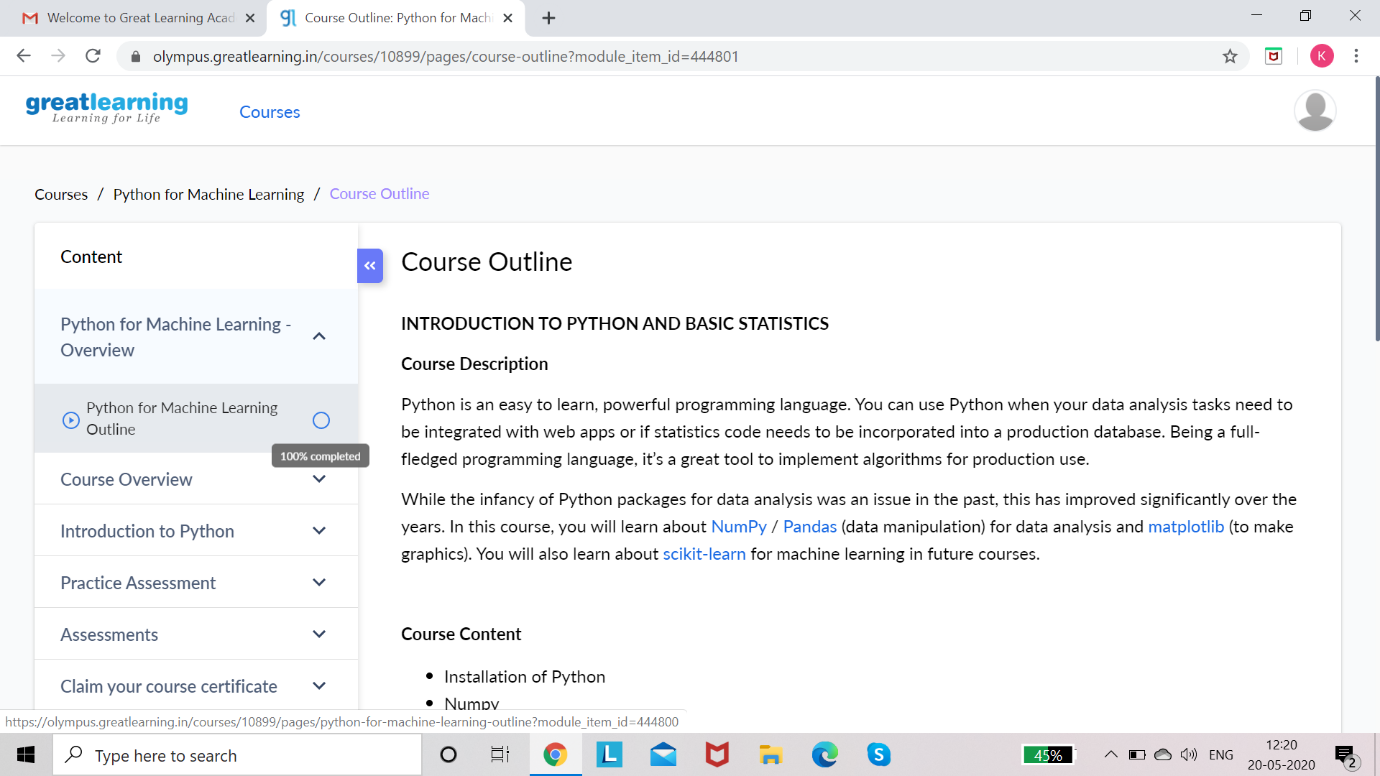 Welcome to Great Learning Acad
Course Outline: Python for Mach
olympus.greatlearning.in/courses/10899/pages/course-outline?module_item_id=444801
K
greatlearning
Learning for Life
Courses
Courses / Python for Machine Learning / Course Outline
Content
Python for Machine Learning -
Overview
Python for Machine Learning
Outline
100% completed
Course Overview
Introduction to Python
Practice Assessment
Assessments
Claim your course certificate
Course Outline
INTRODUCTION TO PYTHON AND BASIC STATISTICS
Course Description
Python is an easy to learn, powerful programming language. You can use Python when your data analysis tasks need to
be integrated with web apps or if statistics code needs to be incorporated into a production database. Being a full-
fledged programming language, it’s a great tool to implement algorithms for production use.
While the infancy of Python packages for data analysis was an issue in the past, this has improved significantly over the
years. In this course, you will learn about NumPy / Pandas (data manipulation) for data analysis and matplotlib (to make
graphics). You will also learn about scikit-learn for machine learning in future courses.
Course Content
Installation of Python
Numpy
https://olympus.greatlearning.in/courses/10899/pages/python-for-machine-learning-outline?module_item_id=444800
Type here to search
L
S
45%
ENG
12:20
20-05-2020
2